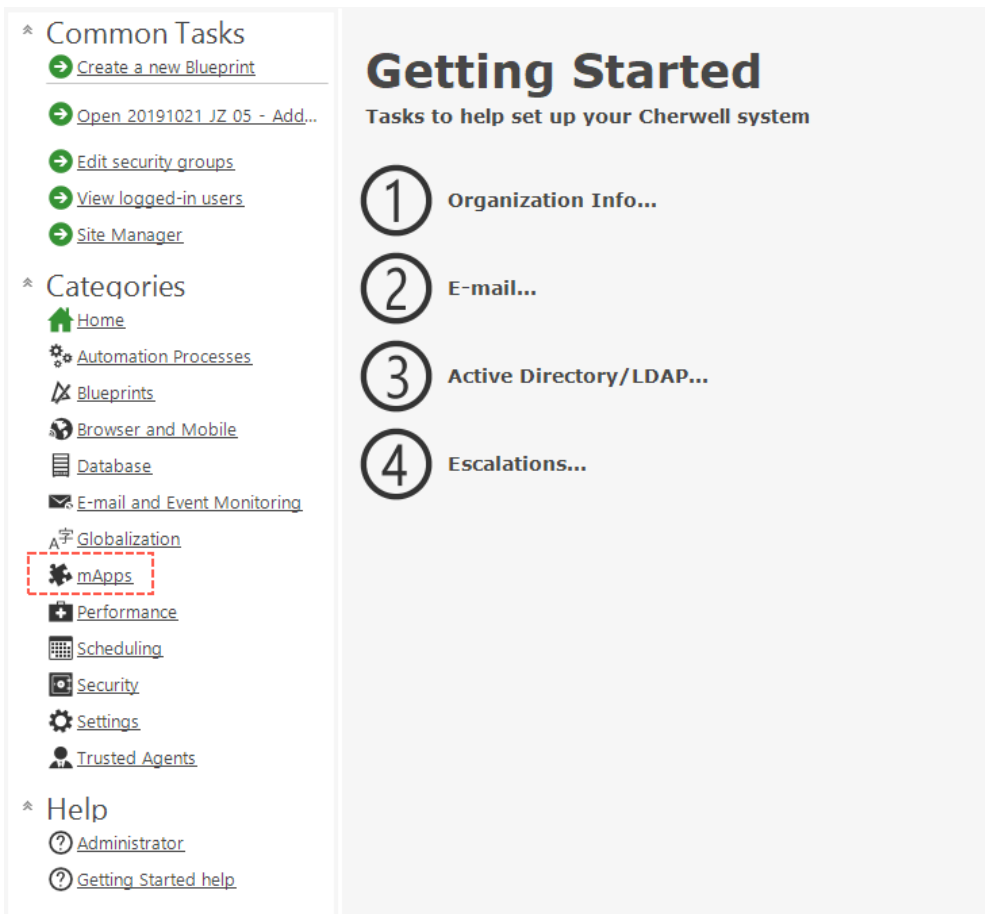 Common Tasks
Create a new Blueprint
Open 20191021 JZ 05 - Add...
Edit security groups
View logged-in users
Site Manager
Categories
Home
Automation Processes
Blueprints
Browser and Mobile
Database
E-mail and Event Monitoring
A字 Globalization
mApps
Performance
Scheduling
Security
Settings
Trusted Agents
Help
? Administrator
? Getting Started help
Getting Started
Tasks to help set up your Cherwell system
1 Organization Info...
2 E-mail...
3 Active Directory/LDAP...
4 Escalations...